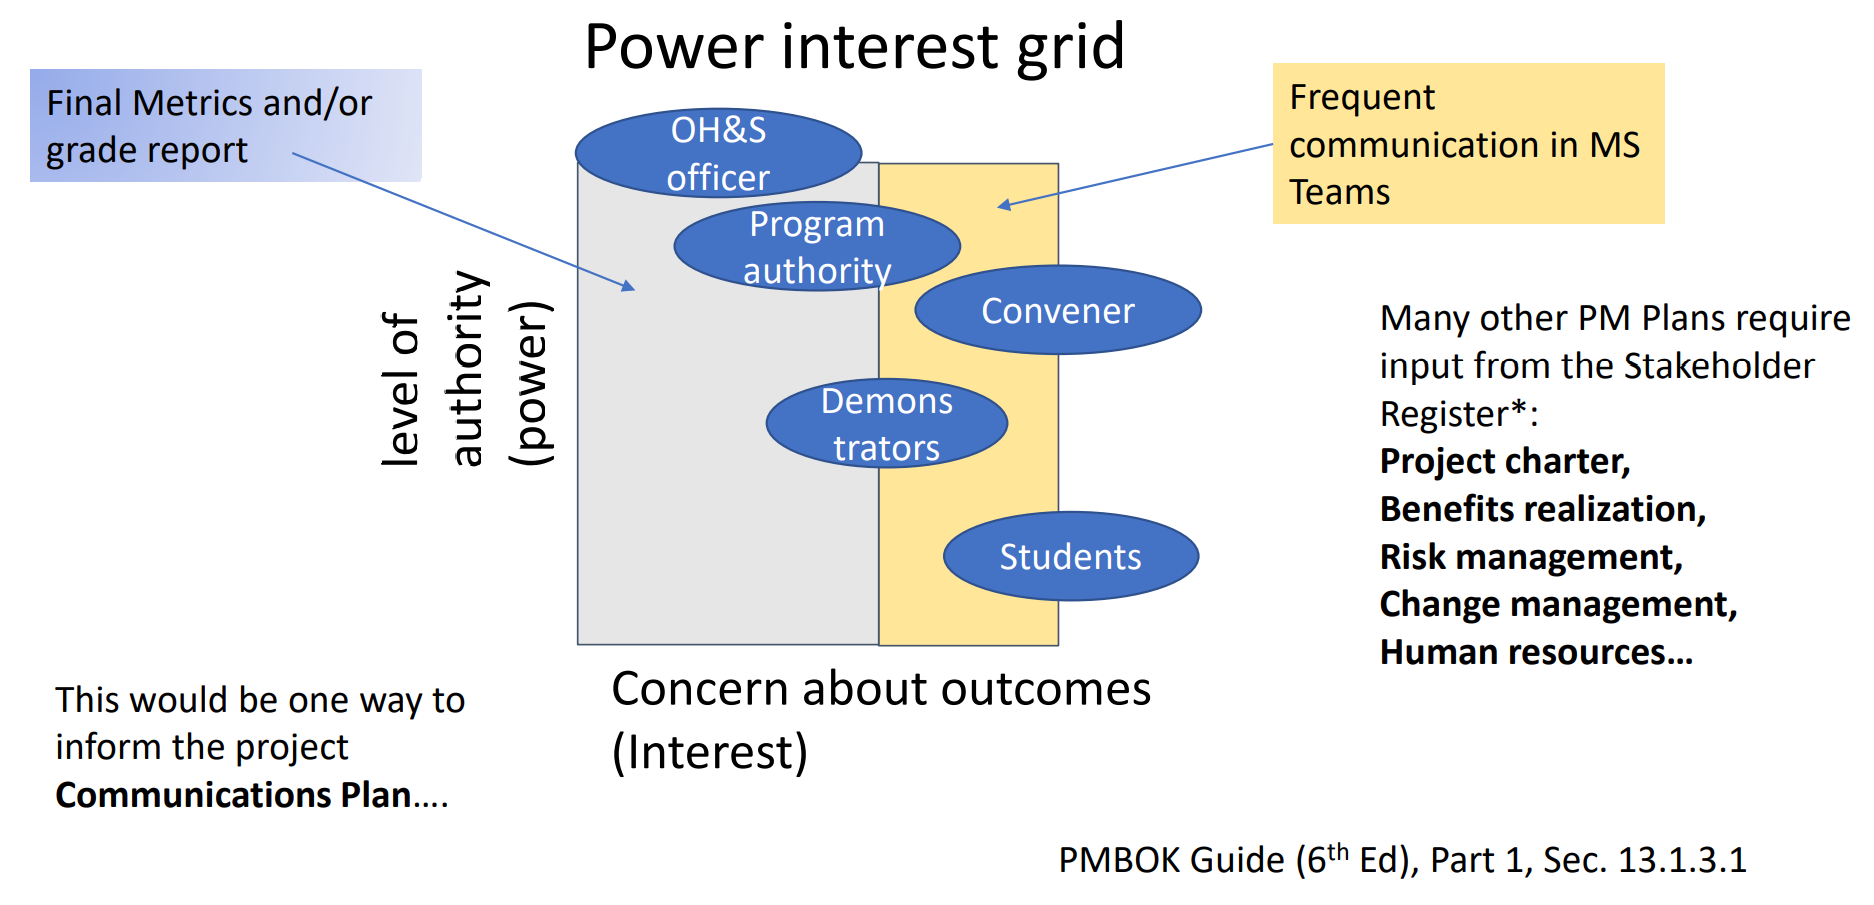 Power interest grid
Final Metrics and/or
grade report
Frequent
communication in MS
Teams
OH&S
officer
Program
authority
Convener
Demons
trators
Students
level of
authority
(power)
Concern about outcomes
(Interest)
Many other PM Plans require
input from the Stakeholder
Register*:
Project charter,
Benefits realization,
Risk management,
Change management,
Human resources…
This would be one way to
inform the project
Communications Plan….
PMBOK Guide (6th Ed), Part 1, Sec. 13.1.3.1